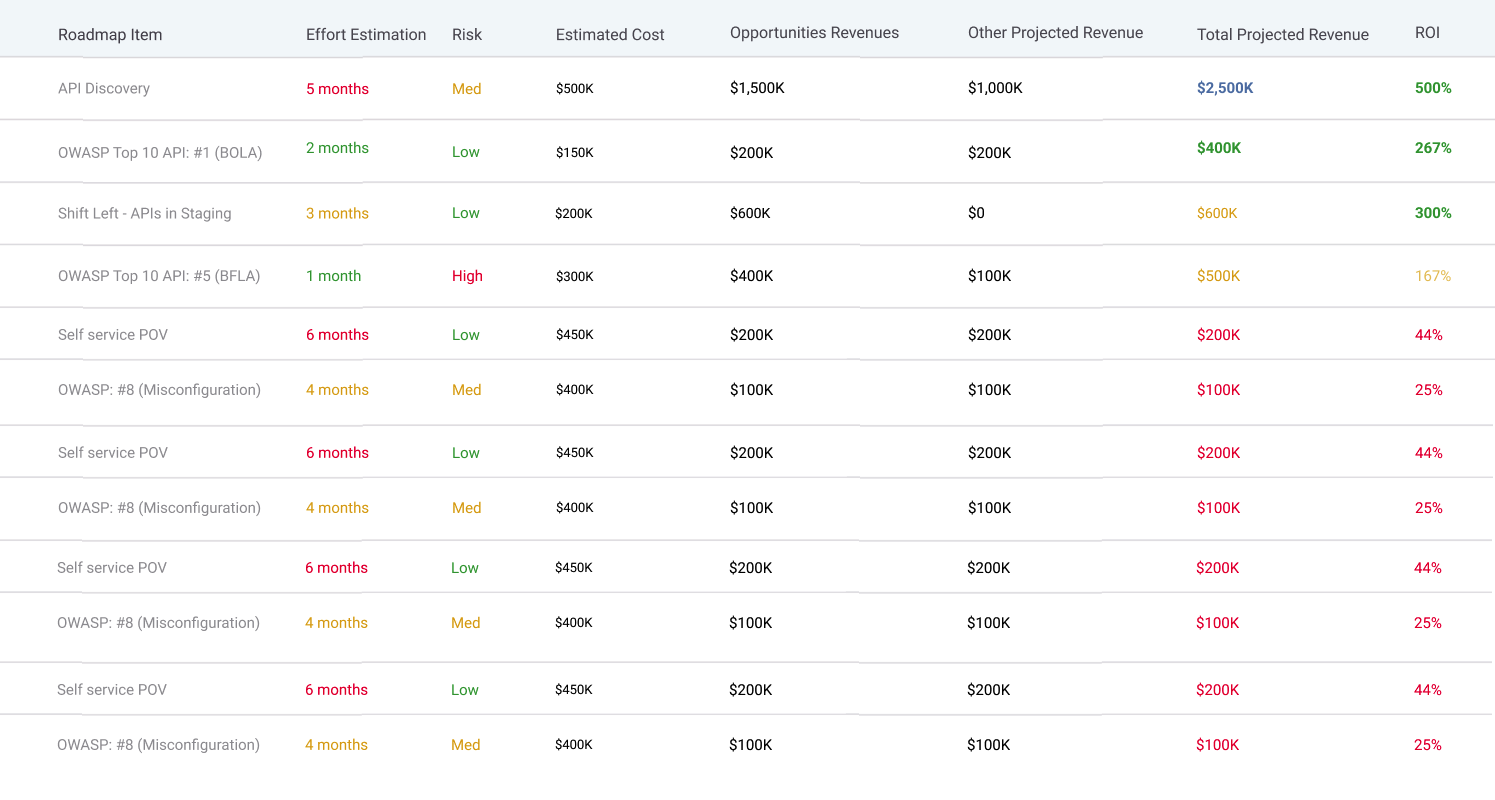 Roadmap Item Effort Estimation Risk Estimated Cost Opportunities Revenues Other Projected Revenue Total Projected Revenue ROI
API Discovery 5 months Med $500K $1,500K $1,000K $2,500K 500%
OWASP Top 10 API: #1 (BOLA) 2 months Low $150K $200K $200K $400K 267%
Shift Left - APIs in Staging 3 months Low $200K $600K $0 $600K 300%
OWASP Top 10 API: #5 (BFLA) 1 month High $300K $400K $100K $500K 167%
Self service POV 6 months Low $450K $200K $200K $200K 44%
OWASP: #8 (Misconfiguration) 4 months Med $400K $100K $100K $100K 25%
Self service POV 6 months Low $450K $200K $200K $200K 44%
OWASP: #8 (Misconfiguration) 4 months Med $400K $100K $100K $100K 25%
Self service POV 6 months Low $450K $200K $200K $200K 44%
OWASP: #8 (Misconfiguration) 4 months Med $400K $100K $100K $100K 25%
Self service POV 6 months Low $450K $200K $200K $200K 44%
OWASP: #8 (Misconfiguration) 4 months Med $400K $100K $100K $100K 25%